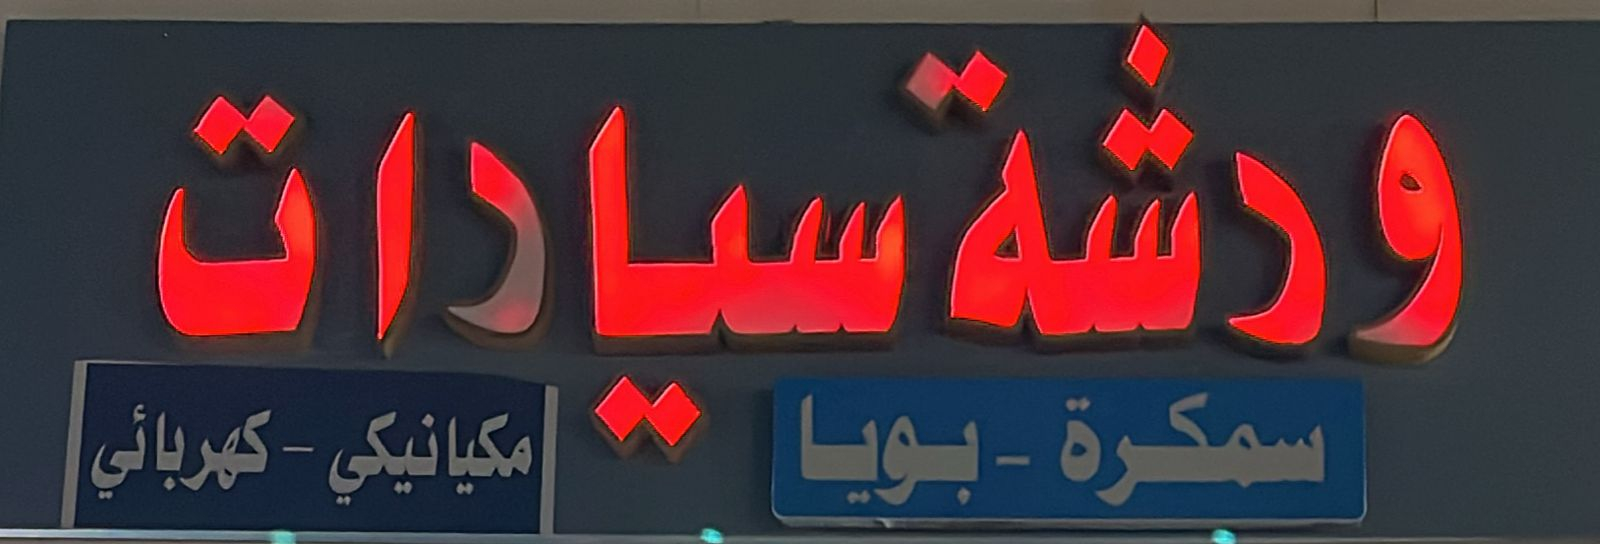 ورشة سيارات
سمكرة - بويا
مكيانيكي - كهربائي